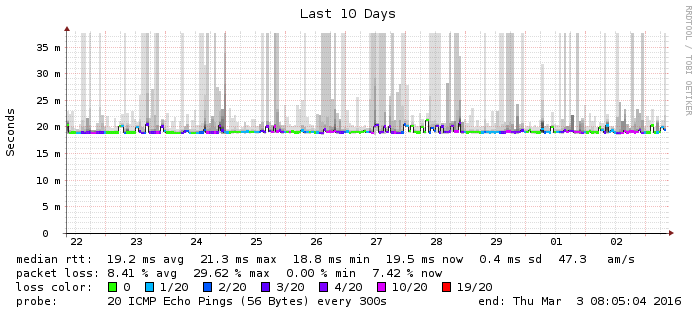 Last 10 Days
RRDTOOL / TOBI OETIKER
Seconds
35 m
30 m
25 m
20 m
15 m
10 m
5 m
0
22 23 24 25 26 27 28 29 01 02
median rtt: 19.2 ms avg 21.3 ms max 18.8 ms min 19.5 ms now 0.4 ms sd 47.3 am/s
packet loss: 8.41 % avg 29.62 % max 0.00 % min 7.42 % now
loss color: 0 1/20 2/20 3/20 4/20 10/20 19/20
probe: 20 ICMP Echo Pings (56 Bytes) every 300s end: Thu Mar 3 08:05:04 2016